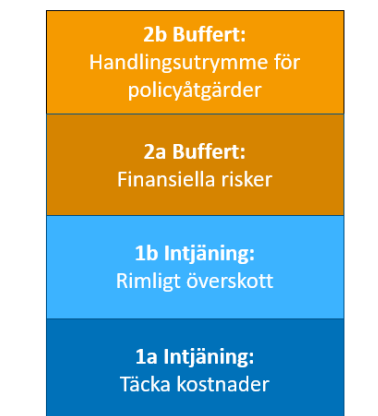 2b Buffert:
Handlingsutrymme för
policyåtgärder
2a Buffert:
Finansiella risker
1b Intjäning:
Rimligt överskott
1a Intjäning:
Täcka kostnader